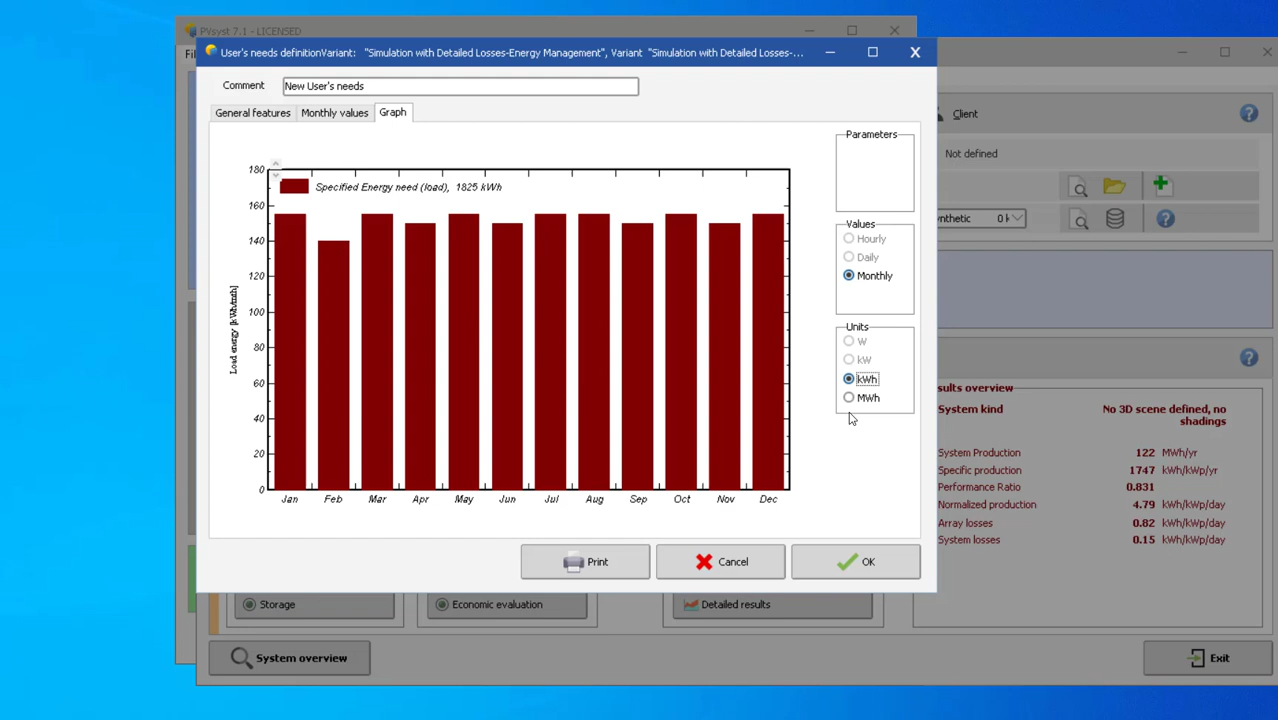 PVsyst 7.1 - LICENSED
User's needs definitionVariant: "Simulation with Detailed Losses-Energy Management", Variant "Simulation with Detailed Losses-...
Comment
New User's needs
General features
Monthly values
Graph
Client
Not defined
0
180
160
140
120
100
80
60
40
20
0
Load energy [kWh/mth]
Specified Energy need (load), 1825 kWh
Jan Feb Mar Apr May Jun Jul Aug Sep Oct Nov Dec
Parameters
Values
Hourly
Daily
Monthly
Units
W
kW
kWh
MWh
Print
Cancel
OK
System kind No 3D scene defined, no shadings
System Production 122 MWh/yr
Specific production 1747 kWh/kWp/yr
Performance Ratio 0.831
Normalized production 4.79 kWh/kWp/day
Array losses 0.82 kWh/kWp/day
System losses 0.15 kWh/kWp/day
Storage
Economic evaluation
Detailed results
System overview
Exit